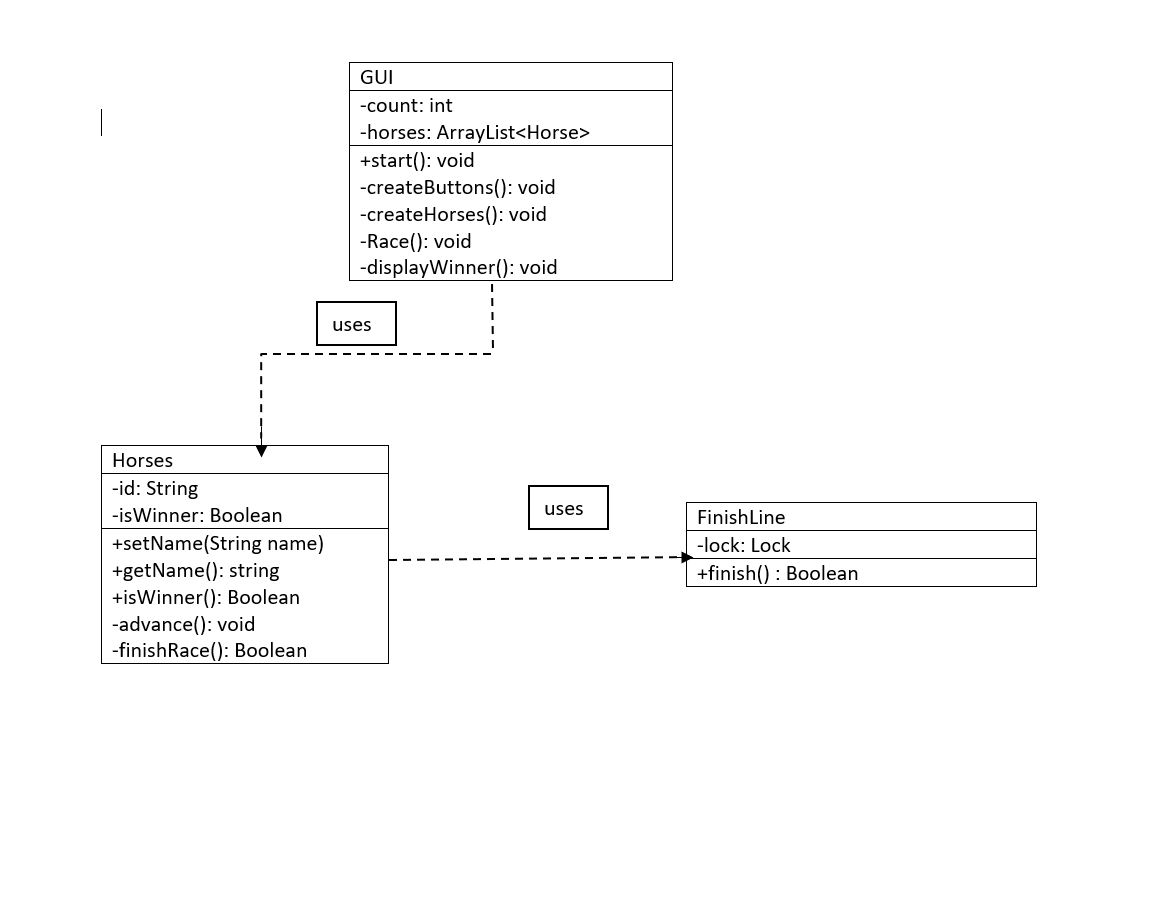 GUI
-count: int
-horses: ArrayList<Horse>
+start(): void
-createButtons(): void
-createHorses(): void
-Race(): void
-displayWinner(): void
uses
Horses
-id: String
-isWinner: Boolean
+setName(String name)
+getName(): string
+isWinner(): Boolean
-advance(): void
-finishRace(): Boolean
uses
FinishLine
-lock: Lock
+finish() : Boolean